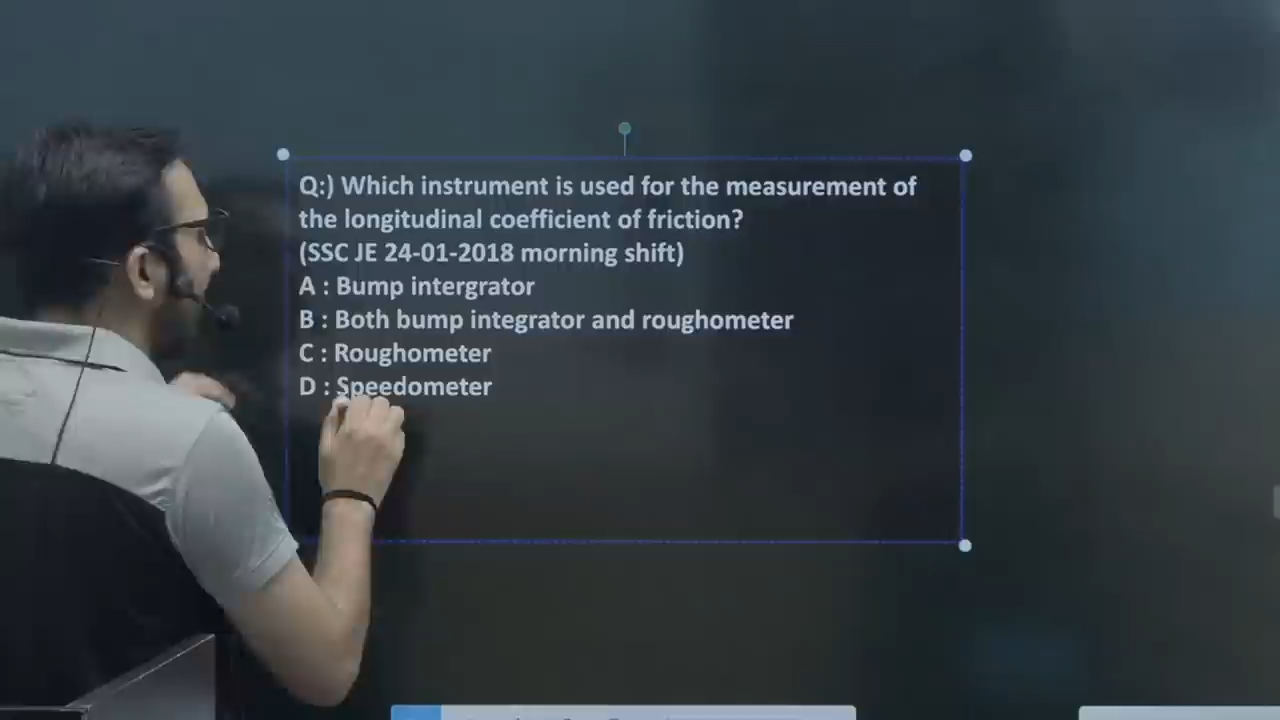 Q:) Which instrument is used for the measurement of
the longitudinal coefficient of friction?
(SSC JE 24-01-2018 morning shift)
A : Bump intergrator
B : Both bump integrator and roughometer
C : Roughometer
D : Speedometer